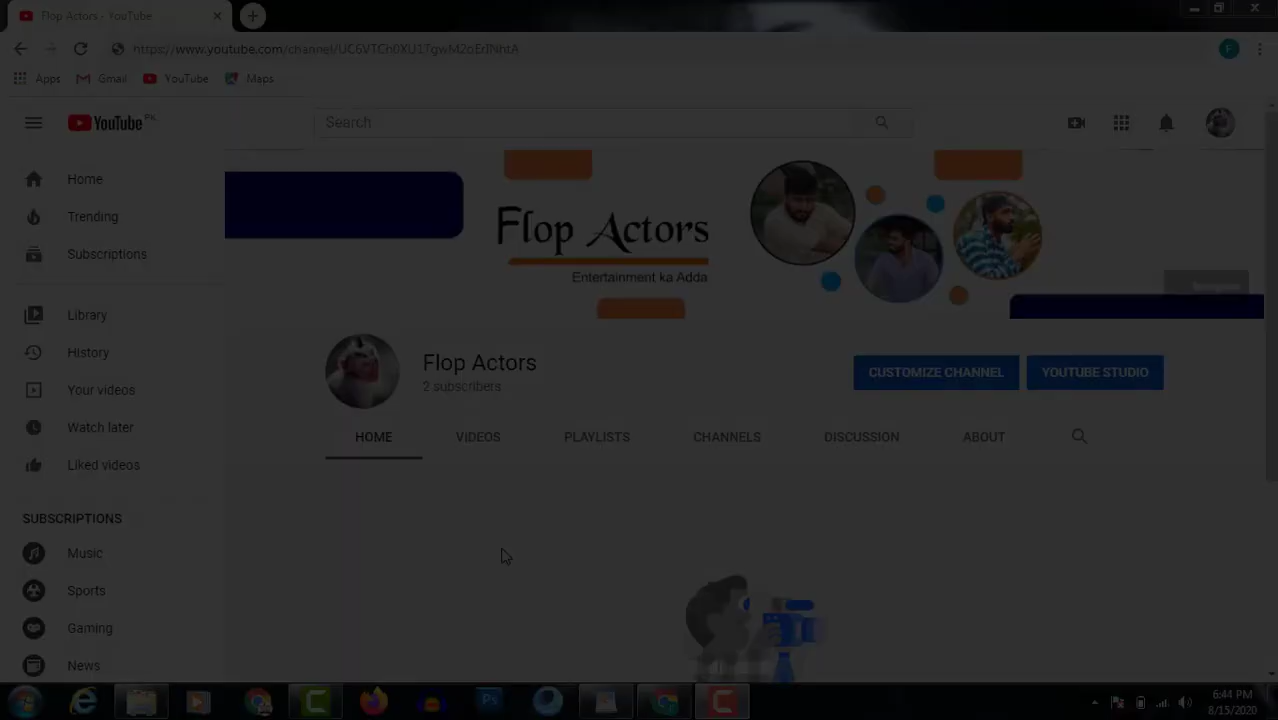 Flop Actors - YouTube
https://www.youtube.com/channel/
Apps Gmail YouTube Maps
YouTube PK
Search
Home
Trending
Subscriptions
Library
History
Your videos
Watch later
Liked videos
SUBSCRIPTIONS
Music
Sports
Gaming
News
Flop Actors
Entertainment ka Adda
Flop Actors
2 subscribers
CUSTOMIZE CHANNEL YOUTUBE STUDIO
HOME VIDEOS PLAYLISTS CHANNELS DISCUSSION ABOUT
Ps
6:44 PM
8/15/2020